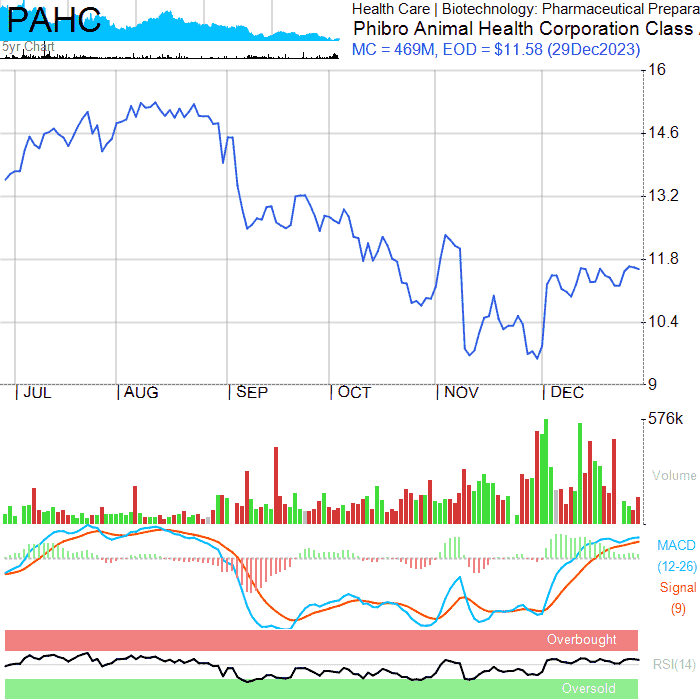 PAHC
5yr Chart
Health Care | Biotechnology: Pharmaceutical Prepara
Phibro Animal Health Corporation Class
MC = 469M, EOD = $11.58 (29Dec2023)
16
14.6
13.2
11.8
10.4
9
JUL AUG SEP OCT NOV DEC
576k
Volume
MACD
(12-26)
Signal
(9)
Overbought
RSI(14)
Oversold